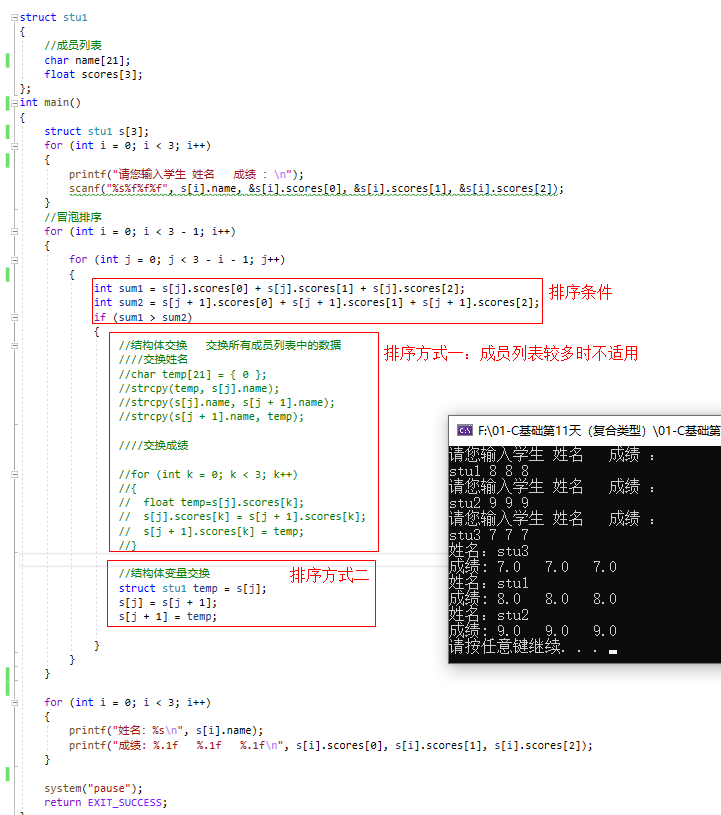 struct stu1
{
//成员列表
char name[21];
float scores[3];
};
int main()
{
struct stu1 s[3];
for (int i = 0; i < 3; i++)
{
printf("请您输入学生 姓名   成绩 : \n");
scanf("%s%f%f%f", s[i].name, &s[i].scores[0], &s[i].scores[1], &s[i].scores[2]);
}
//冒泡排序
for (int i = 0; i < 3 - 1; i++)
{
for (int j = 0; j < 3 - i - 1; j++)
{
int sum1 = s[j].scores[0] + s[j].scores[1] + s[j].scores[2];
int sum2 = s[j + 1].scores[0] + s[j + 1].scores[1] + s[j + 1].scores[2];
if (sum1 > sum2)
排序条件
{
//结构体交换   交换所有成员列表中的数据
////交换姓名
//char temp[21] = { 0 };
//strcpy(temp, s[j].name);
//strcpy(s[j].name, s[j + 1].name);
//strcpy(s[j + 1].name, temp);
////交换成绩
//for (int k = 0; k < 3; k++)
//{
//  float temp=s[j].scores[k];
//  s[j].scores[k] = s[j + 1].scores[k];
//  s[j + 1].scores[k] = temp;
//}
排序方式一：成员列表较多时不适用
//结构体变量交换
struct stu1 temp = s[j];
s[j] = s[j + 1];
s[j + 1] = temp;
排序方式二
}
}
}
for (int i = 0; i < 3; i++)
{
printf("姓名: %s\n", s[i].name);
printf("成绩: %.1f   %.1f   %.1f\n", s[i].scores[0], s[i].scores[1], s[i].scores[2]);
}
system("pause");
return EXIT_SUCCESS;
F:\01-C基础第11天（复合类型）\01-C基础第
请您输入学生 姓名   成绩 :
stu1 8 8 8
请您输入学生 姓名   成绩 :
stu2 9 9 9
请您输入学生 姓名   成绩 :
stu3 7 7 7
姓名: stu3
成绩: 7.0   7.0   7.0
姓名: stu1
成绩: 8.0   8.0   8.0
姓名: stu2
成绩: 9.0   9.0   9.0
请按任意键继续. . .